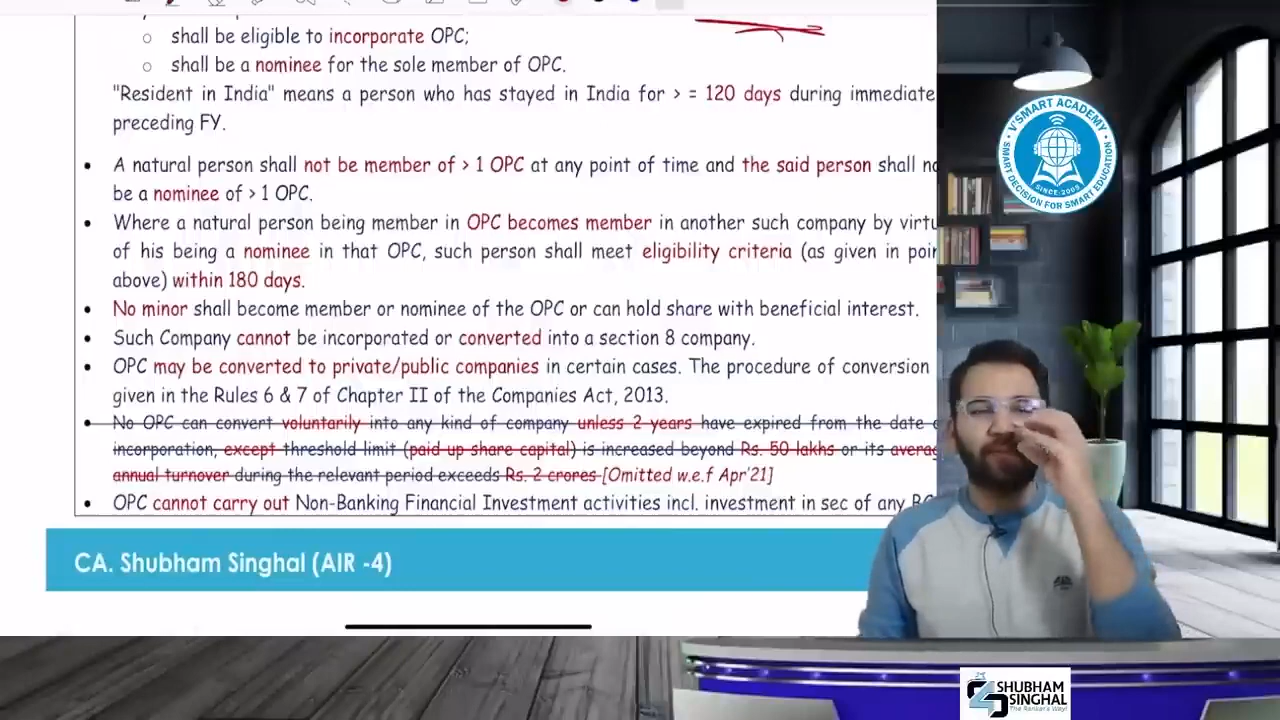 shall be eligible to incorporate OPC;
shall be a nominee for the sole member of OPC.
"Resident in India" means a person who has stayed in India for > = 120 days during immediate
preceding FY.
A natural person shall not be member of > 1 OPC at any point of time and the said person shall
be a nominee of > 1 OPC.
Where a natural person being member in OPC becomes member in another such company by
of his being a nominee in that OPC, such person shall meet eligibility criteria (as given in
above) within 180 days.
No minor shall become member or nominee of the OPC or can hold share with beneficial interest.
Such Company cannot be incorporated or converted into a section 8 company.
OPC may be converted to private/public companies in certain cases. The procedure of conversion
given in the Rules 6 & 7 of Chapter II of the Companies Act, 2013.
No OPC can convert voluntarily into any kind of company unless 2 years have expired from the date
incorporation, except threshold limit (paid up share capital) is increased beyond Rs. 50 lakhs or its
annual turnover during the relevant period exceeds Rs. 2 crores [Omitted w.e.f Apr'21]
OPC cannot carry out Non-Banking Financial Investment activities incl. investment in sec of any
CA. Shubham Singhal (AIR -4)
V'SMART ACADEMY
SINCE:2005
SMART DECISION FOR SMART EDUCATION
SHUBHAM
SINGHAL
The Ranker's Way!